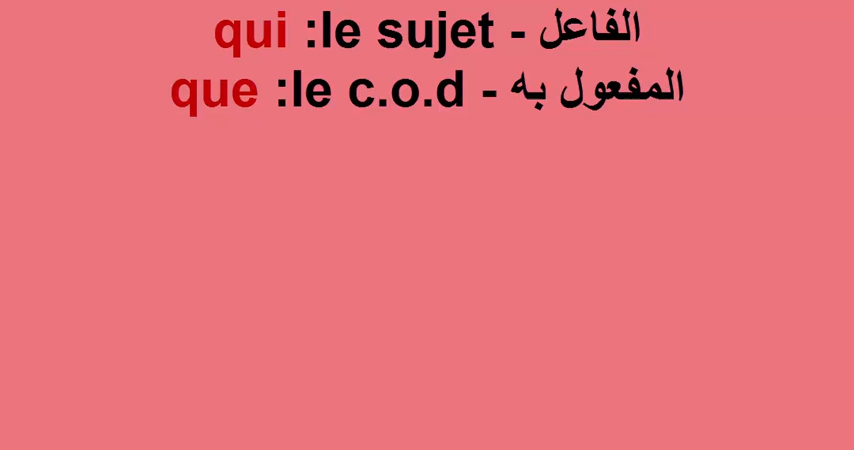 qui :le sujet - الفاعل
que :le c.o.d - المفعول به